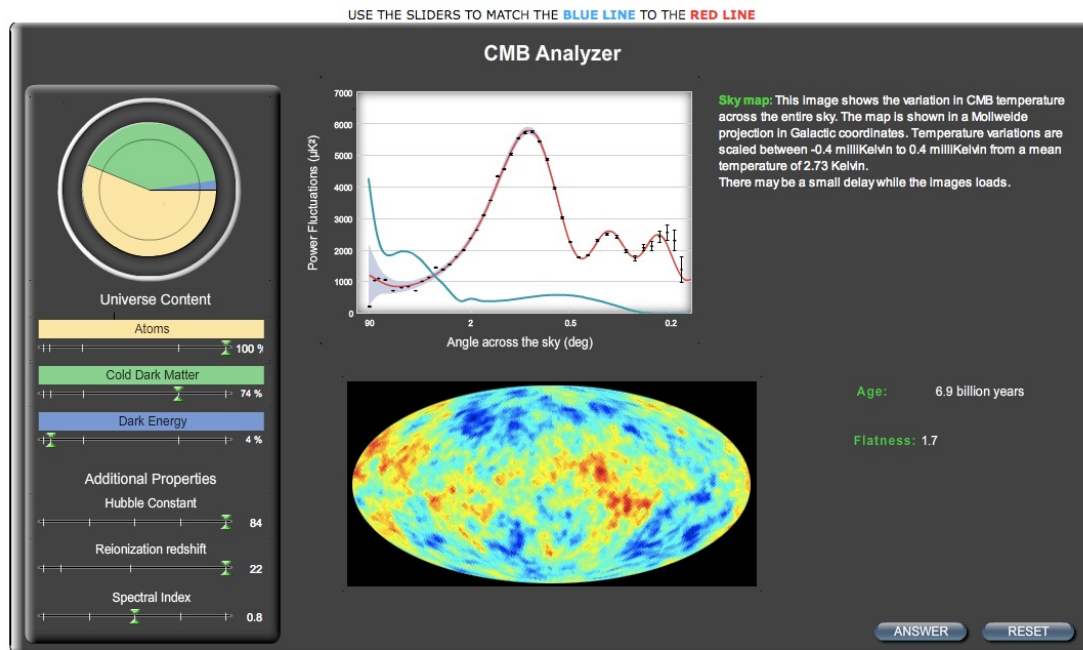 USE THE SLIDERS TO MATCH THE BLUE LINE TO THE RED LINE
CMB Analyzer
Universe Content
Atoms
100 %
Cold Dark Matter
74 %
Dark Energy
4 %
Additional Properties
Hubble Constant
84
Reionization redshift
22
Spectral Index
0.8
Power Fluctuations (µK²)
7000
6000
5000
4000
3000
2000
1000
0
90 2 0.5 0.2
Angle across the sky (deg)
Sky map: This image shows the variation in CMB temperature
across the entire sky. The map is shown in a Mollweide
projection in Galactic coordinates. Temperature variations are
scaled between -0.4 milliKelvin to 0.4 milliKelvin from a mean
temperature of 2.73 Kelvin.
There may be a small delay while the images loads.
Age: 6.9 billion years
Flatness: 1.7
ANSWER RESET